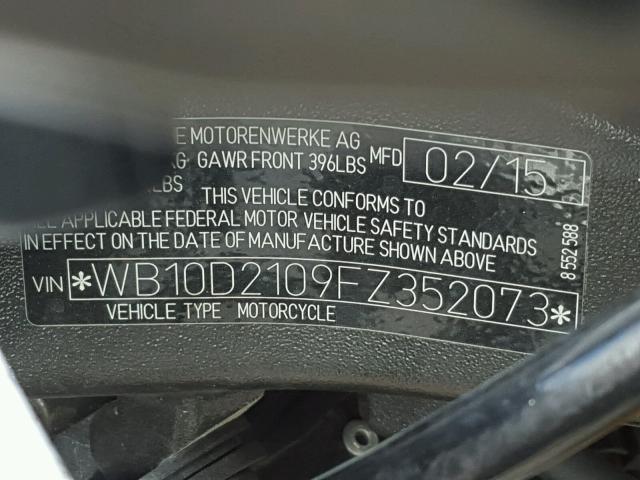 MOTORENWERKE AG
GAWR FRONT 396LBS MFD 02/15
LBS
THIS VEHICLE CONFORMS TO
ALL APPLICABLE FEDERAL MOTOR VEHICLE SAFETY STANDARDS
IN EFFECT ON THE DATE OF MANUFACTURE SHOWN ABOVE
VIN *WB10D2109FZ352073*
VEHICLE TYPE MOTORCYCLE
8 552 588